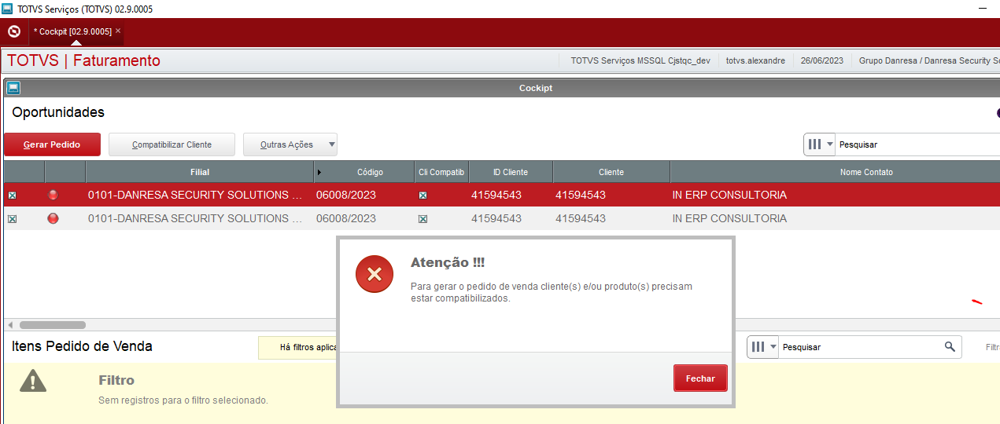 TOTVS Serviços (TOTVS) 02.9.0005
* Cockpit [02.9.0005]
TOTVS | Faturamento
TOTVS Serviços MSSQL Cjstqc_dev
totvs.alexandre
26/06/2023
Grupo Danresa / Danresa Security
Cockipt
Oportunidades
Gerar Pedido
Compatibilizar Cliente
Outras Ações
Pesquisar
Filial
Código
Cli Compatib
ID Cliente
Cliente
Nome Contato
0101-DANRESA SECURITY SOLUTIONS ...
06008/2023
41594543
41594543
IN ERP CONSULTORIA
0101-DANRESA SECURITY SOLUTIONS ...
06008/2023
41594543
41594543
IN ERP CONSULTORIA
Atenção !!!
Para gerar o pedido de venda cliente(s) e/ou produto(s) precisam
estar compatibilizados.
Fechar
Itens Pedido de Venda
Há filtros aplica
Pesquisar
Filtr
Filtro
Sem registros para o filtro selecionado.